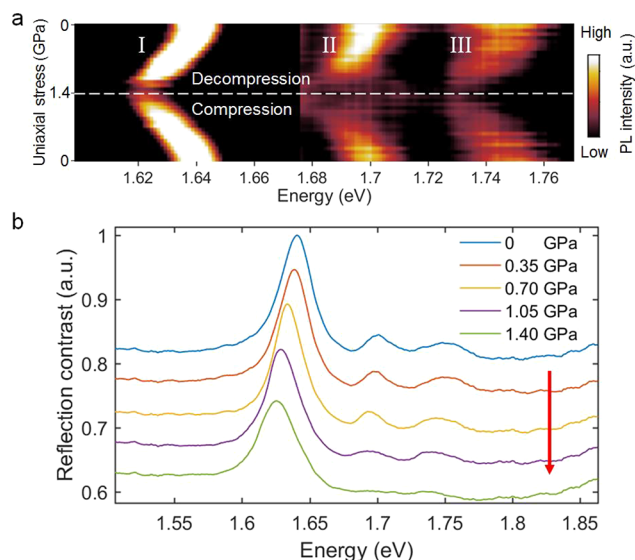 a
0
1.4
0
Uniaxial stress (GPa)
I
II
III
Decompression
Compression
1.62
1.64
1.66
1.68
1.7
1.72
1.74
1.76
Energy (eV)
High
Low
PL intensity (a.u.)
b
1
0.9
0.8
0.7
0.6
Reflection contrast (a.u.)
0 GPa
0.35 GPa
0.70 GPa
1.05 GPa
1.40 GPa
1.55
1.6
1.65
1.7
1.75
1.8
1.85
Energy (eV)